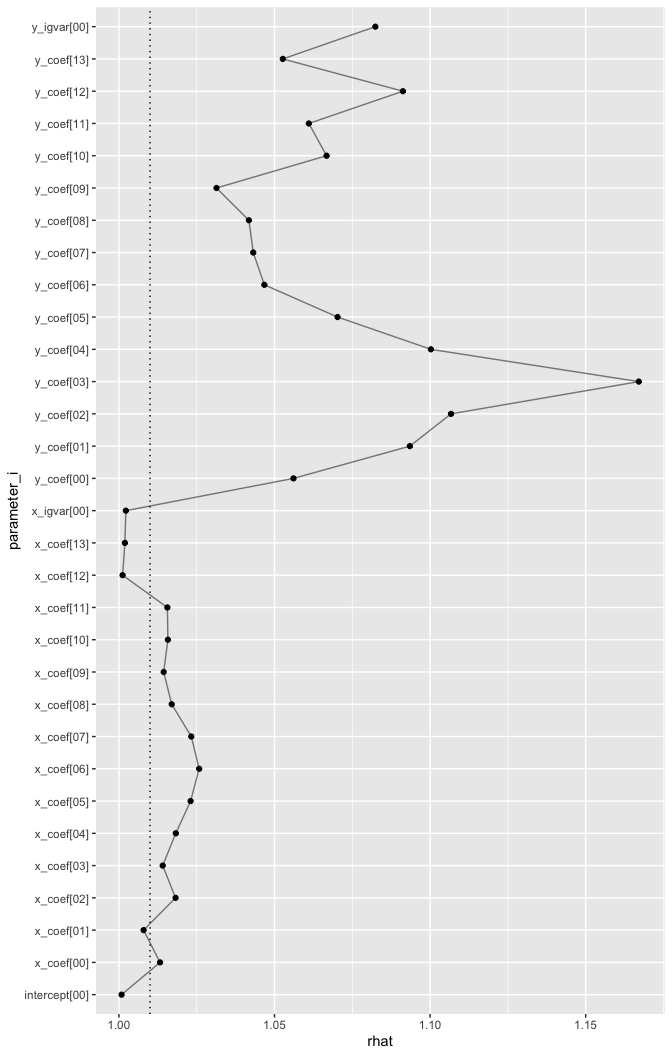 y_igvar[00]
y_coef[13]
y_coef[12]
y_coef[11]
y_coef[10]
y_coef[09]
y_coef[08]
y_coef[07]
y_coef[06]
y_coef[05]
y_coef[04]
y_coef[03]
y_coef[02]
y_coef[01]
y_coef[00]
x_igvar[00]
x_coef[13]
x_coef[12]
x_coef[11]
x_coef[10]
x_coef[09]
x_coef[08]
x_coef[07]
x_coef[06]
x_coef[05]
x_coef[04]
x_coef[03]
x_coef[02]
x_coef[01]
x_coef[00]
intercept[00]
parameter_i
1.00 1.05 1.10 1.15
rhat